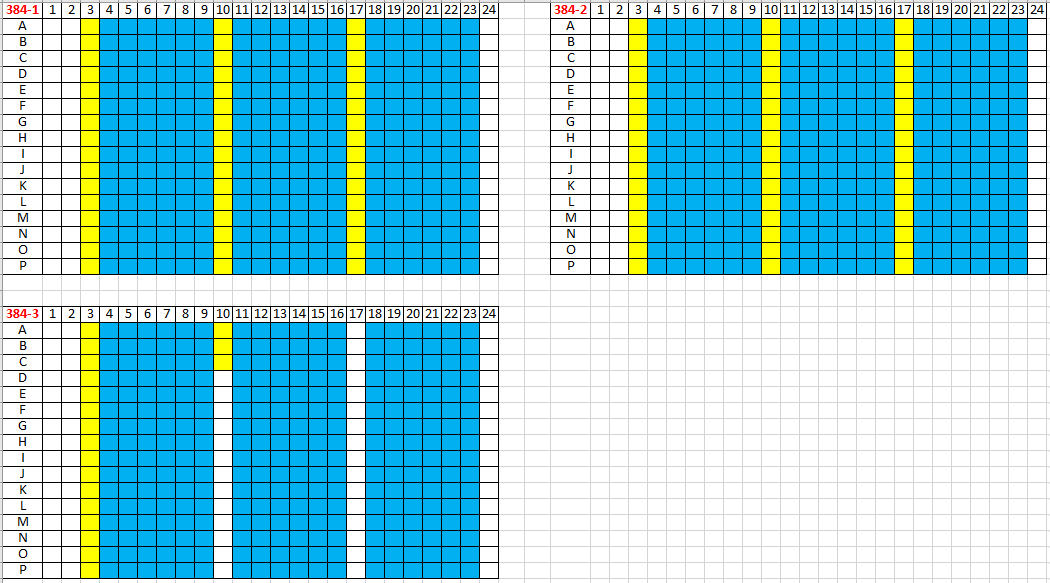 384-1 1 2 3 4 5 6 7 8 9 10 11 12 13 14 15 16 17 18 19 20 21 22 23 24
A
B
C
D
E
F
G
H
I
J
K
L
M
N
O
P
384-2 1 2 3 4 5 6 7 8 9 10 11 12 13 14 15 16 17 18 19 20 21 22 23 24
A
B
C
D
E
F
G
H
I
J
K
L
M
N
O
P
384-3 1 2 3 4 5 6 7 8 9 10 11 12 13 14 15 16 17 18 19 20 21 22 23 24
A
B
C
D
E
F
G
H
I
J
K
L
M
N
O
P